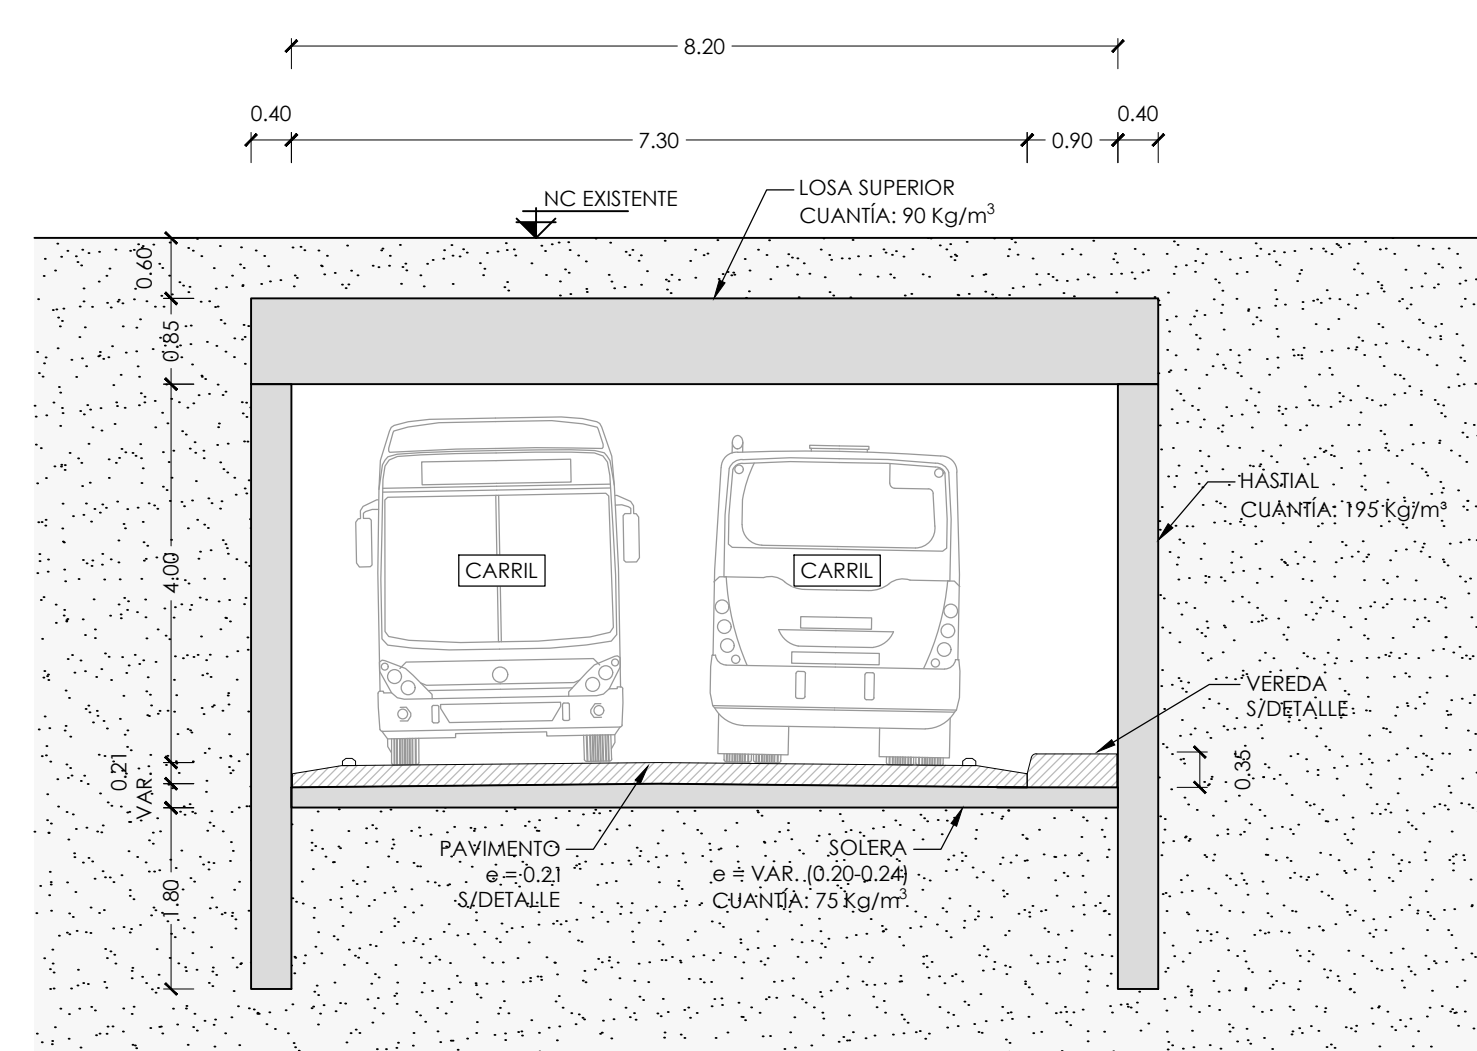 8.20
0.40
7.30
0.90
0.40
NC EXISTENTE
LOSA SUPERIOR
CUANTÍA: 90 Kg/m³
0.60
0.85
4.00
0.21
VAR.
1.80
CARRIL
CARRIL
HASTIAL
CUANTÍA: 195 Kg/m³
VEREDA
S/DETALLE
0.35
PAVIMENTO
e = 0.21
S/DETALLE
SOLERA
e = VAR. (0.20-0.24)
CUANTÍA: 75 Kg/m³